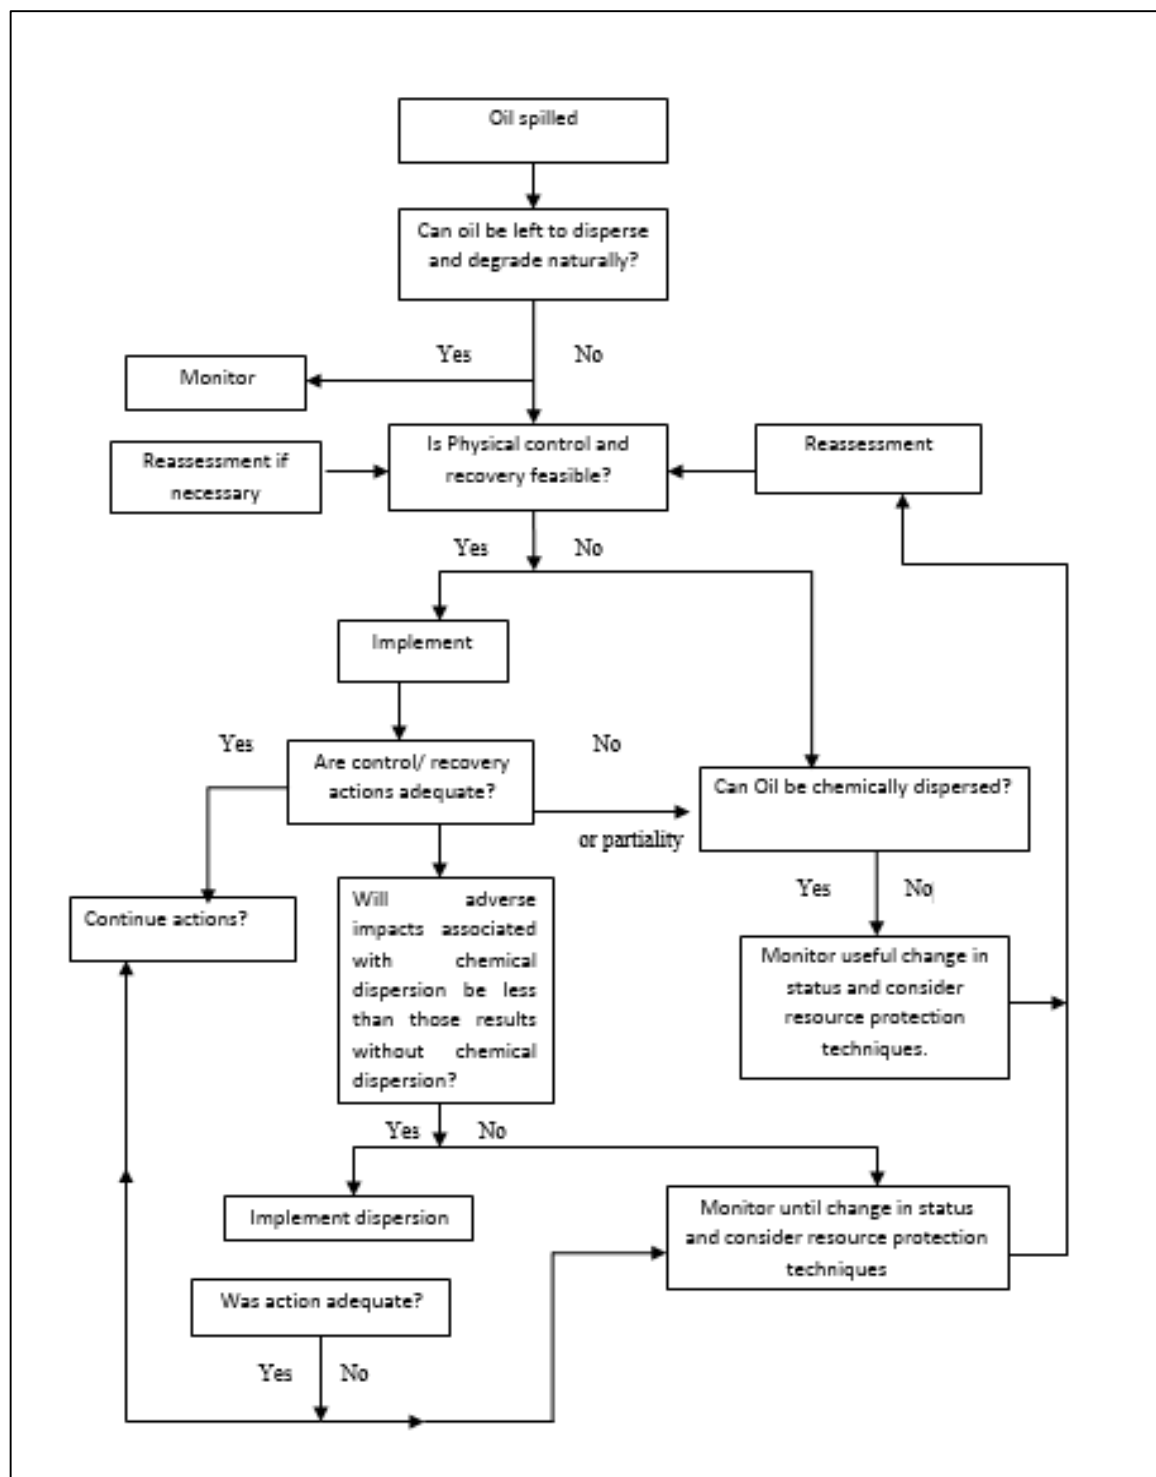 Oil spilled
Can oil be left to disperse
and degrade naturally?
Yes
No
Monitor
Is Physical control and
recovery feasible?
Reassessment
Reassessment if
necessary
Yes
No
Implement
Yes
No
Are control/ recovery
actions adequate?
or partiality
Can Oil be chemically dispersed?
Yes
No
Continue actions?
Will adverse
impacts associated
with chemical
dispersion be less
than those results
without chemical
dispersion?
Monitor useful change in
status and consider
resource protection
techniques.
Yes
No
Implement dispersion
Monitor until change in status
and consider resource protection
techniques
Was action adequate?
Yes
No